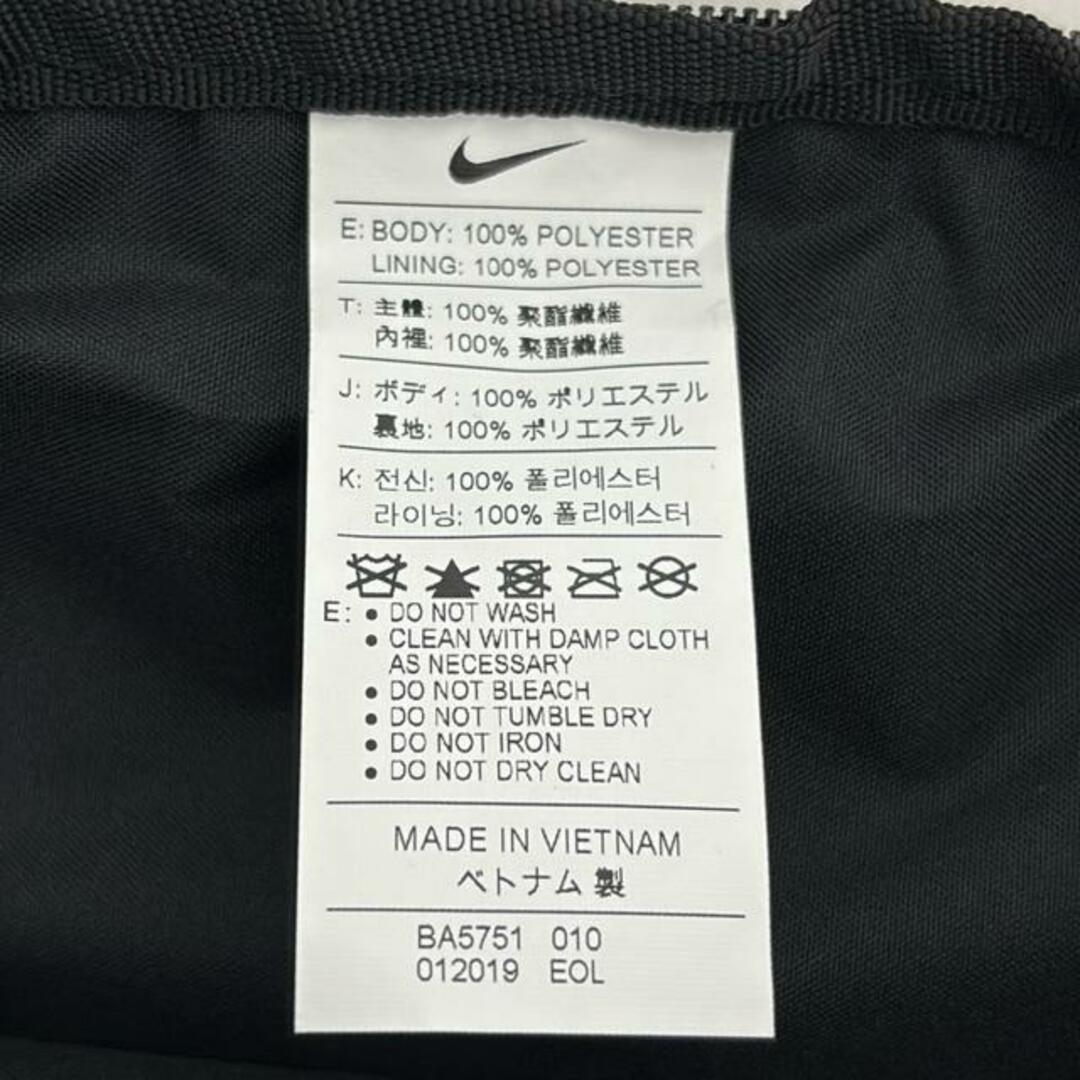 E: BODY: 100% POLYESTER
LINING: 100% POLYESTER
T: 主體: 100% 聚酯纖維
內裡: 100% 聚酯纖維
J: ボディ: 100% ポリエステル
裏地: 100% ポリエステル
K: 전신: 100% 폴리에스터
라이닝: 100% 폴리에스터
E: • DO NOT WASH
• CLEAN WITH DAMP CLOTH
AS NECESSARY
• DO NOT BLEACH
• DO NOT TUMBLE DRY
• DO NOT IRON
• DO NOT DRY CLEAN
MADE IN VIETNAM
ベトナム 製
BA5751 010
012019 EOL